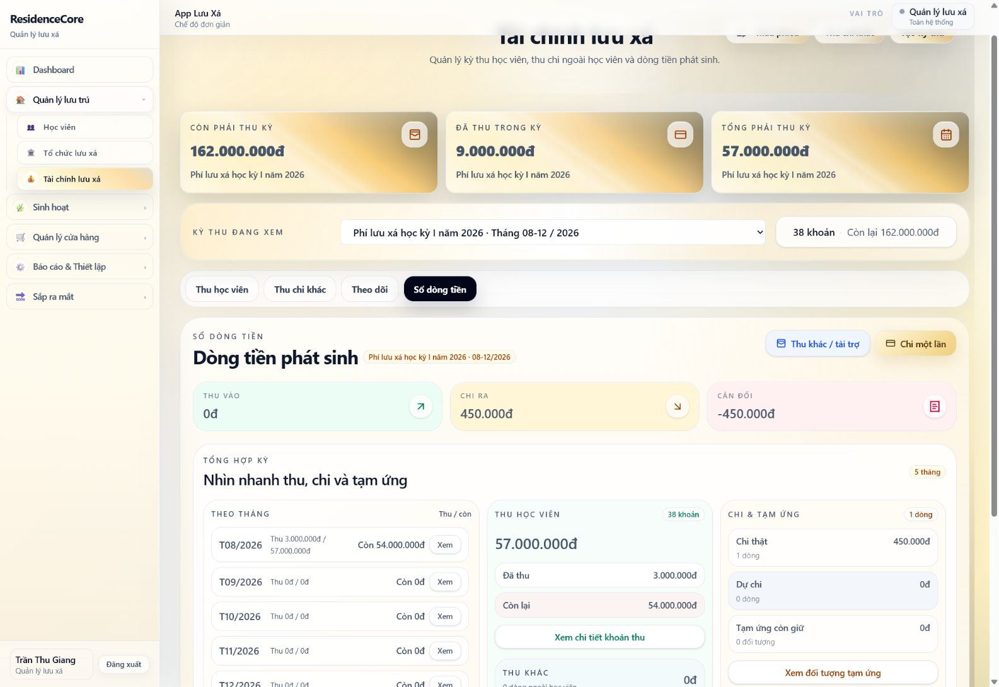 ResidenceCore
Quản lý lưu xá
Dashboard
Quản lý lưu trú
Học viên
Tổ chức lưu xá
Tài chính lưu xá
Sinh hoạt
Quản lý cửa hàng
Báo cáo & Thiết lập
Sắp ra mắt
Trần Thu Giang
Quản lý lưu xá
Đăng xuất
App Lưu Xá
Chế độ đơn giản
VAI TRÒ
Quản lý lưu xá
Toàn hệ thống
Tài chính lưu xá
Quản lý kỳ thu học viên, thu chi ngoài học viên và dòng tiền phát sinh.
CÒN PHẢI THU KỲ
162.000.000đ
Phí lưu xá học kỳ I năm 2026
ĐÃ THU TRONG KỲ
9.000.000đ
Phí lưu xá học kỳ I năm 2026
TỔNG PHẢI THU KỲ
57.000.000đ
Phí lưu xá học kỳ I năm 2026
KỲ THU ĐANG XEM
Phí lưu xá học kỳ I năm 2026 · Tháng 08-12 / 2026
38 khoản · Còn lại 162.000.000đ
Thu học viên
Thu chi khác
Theo dõi
Sổ dòng tiền
SỔ DÒNG TIỀN
Dòng tiền phát sinh
Phí lưu xá học kỳ I năm 2026 · 08-12/2026
Thu khác / tài trợ
Chi một lần
THU VÀO
0đ
CHI RA
450.000đ
CÂN ĐỐI
-450.000đ
TỔNG HỢP KỲ
Nhìn nhanh thu, chi và tạm ứng
5 tháng
THEO THÁNG
Thu / còn
T08/2026
Thu 3.000.000đ /
57.000.000đ
Còn 54.000.000đ
Xem
T09/2026
Thu 0đ / 0đ
Còn 0đ
Xem
T10/2026
Thu 0đ / 0đ
Còn 0đ
Xem
T11/2026
Thu 0đ / 0đ
Còn 0đ
Xem
T12/2026
Thu 0đ / 0đ
Còn 0đ
Xem
THU HỌC VIÊN
38 khoản
57.000.000đ
Đã thu
3.000.000đ
Còn lại
54.000.000đ
Xem chi tiết khoản thu
THU KHÁC
0đ
0 dòng ngoài học viên
CHI & TẠM ỨNG
1 dòng
Chi thật
450.000đ
1 dòng
Dự chi
0đ
0 dòng
Tạm ứng còn giữ
0đ
0 đối tượng
Xem đối tượng tạm ứng